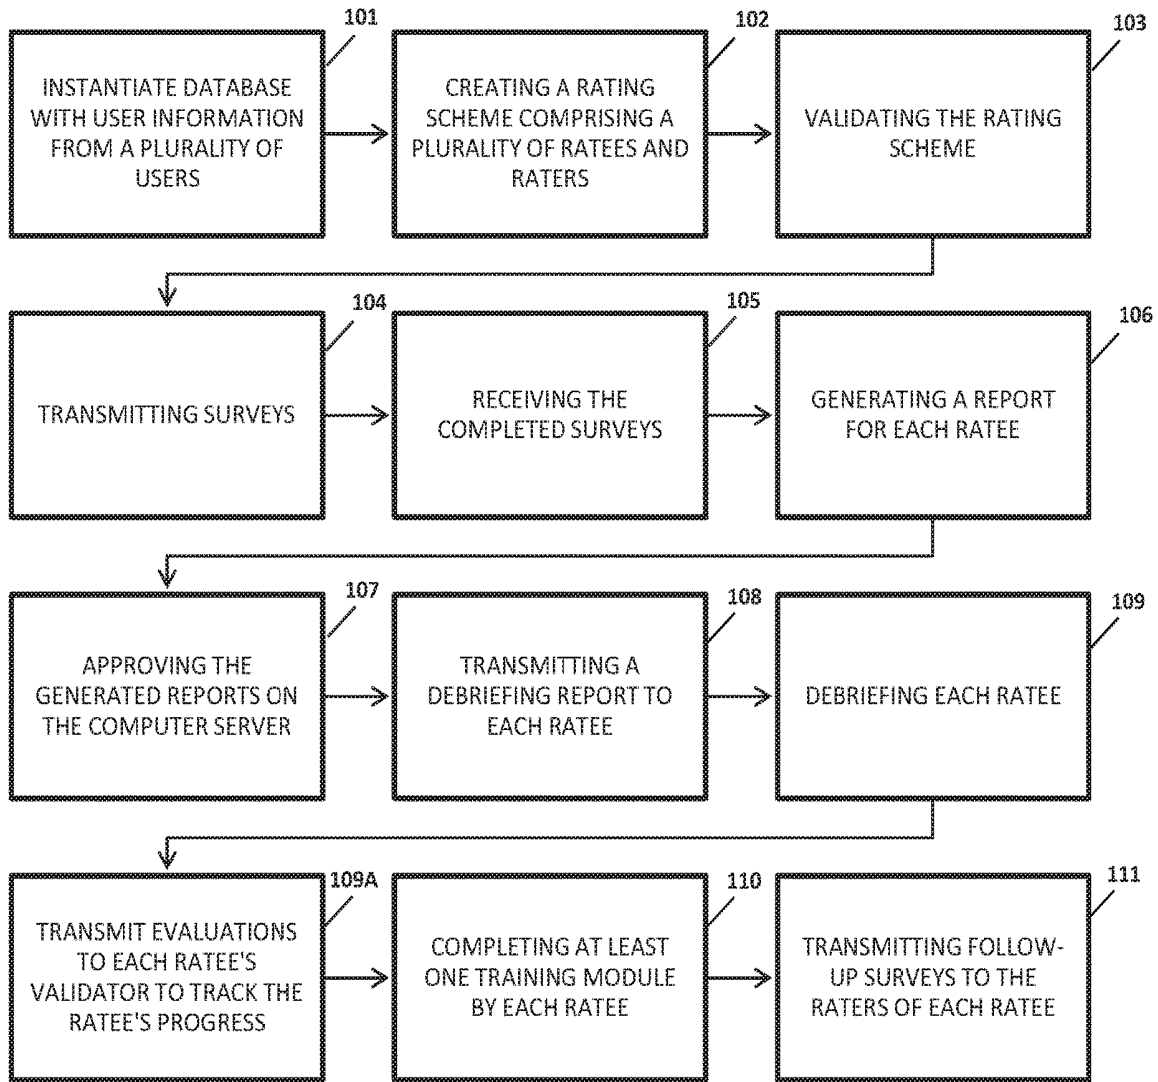 101
INSTANTIATE DATABASE
WITH USER INFORMATION
FROM A PLURALITY OF
USERS
102
CREATING A RATING
SCHEME COMPRISING A
PLURALITY OF RATEES AND
RATERS
103
VALIDATING THE RATING
SCHEME
104
TRANSMITTING SURVEYS
105
RECEIVING THE
COMPLETED SURVEYS
106
GENERATING A REPORT
FOR EACH RATEE
107
APPROVING THE
GENERATED REPORTS ON
THE COMPUTER SERVER
108
TRANSMITTING A
DEBRIEFING REPORT TO
EACH RATEE
109
DEBRIEFING EACH RATEE
109A
TRANSMIT EVALUATIONS
TO EACH RATEE'S
VALIDATOR TO TRACK THE
RATEE'S PROGRESS
110
COMPLETING AT LEAST
ONE TRAINING MODULE
BY EACH RATEE
111
TRANSMITTING FOLLOW-
UP SURVEYS TO THE
RATERS OF EACH RATEE